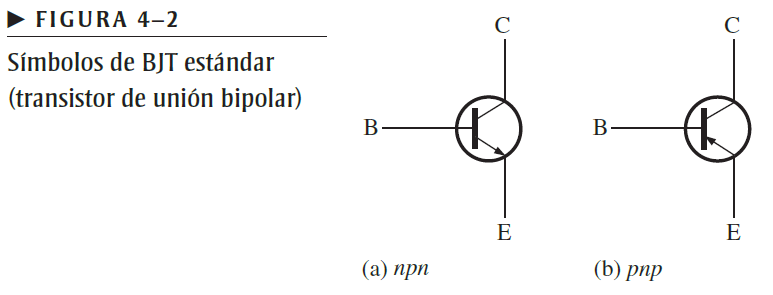 ► FIGURA 4–2
Símbolos de BJT estándar
(transistor de unión bipolar)
C
B
E
(a) npn
C
B
E
(b) pnp